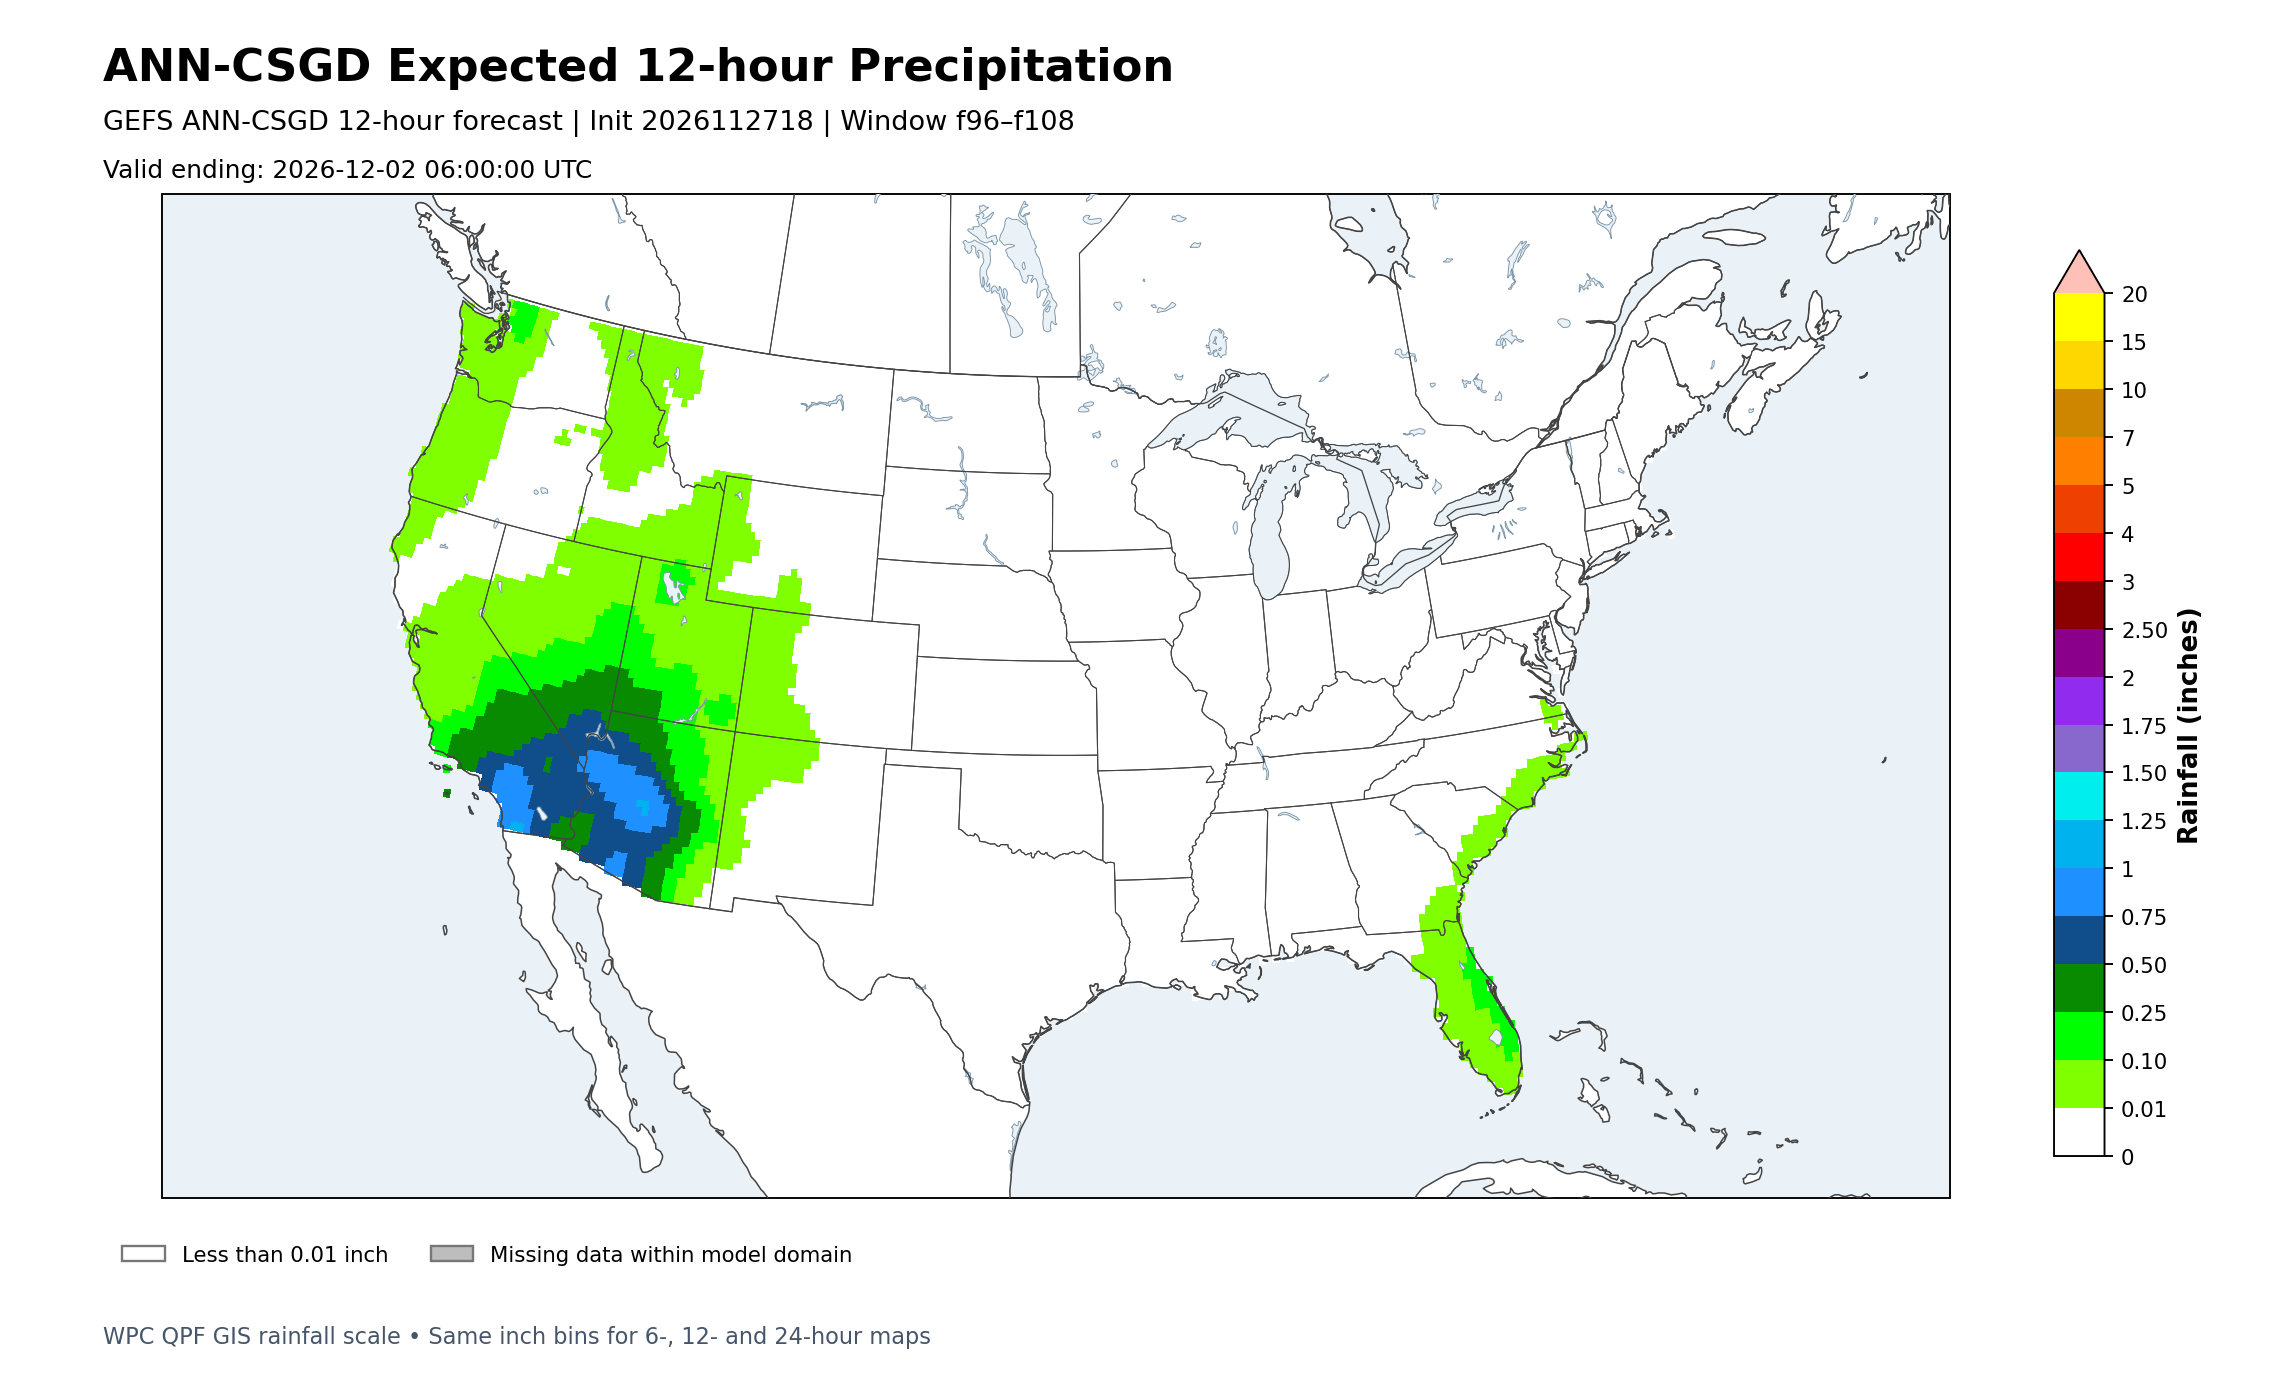 ANN-CSGD Expected 12-hour Precipitation
GEFS ANN-CSGD 12-hour forecast | Init 2026112718 | Window f96–f108
Valid ending: 2026-12-02 06:00:00 UTC
20
15
10
7
5
4
3
2.50
2
1.75
1.50
1.25
1
0.75
0.50
0.25
0.10
0.01
0
Rainfall (inches)
Less than 0.01 inch
Missing data within model domain
WPC QPF GIS rainfall scale • Same inch bins for 6-, 12- and 24-hour maps